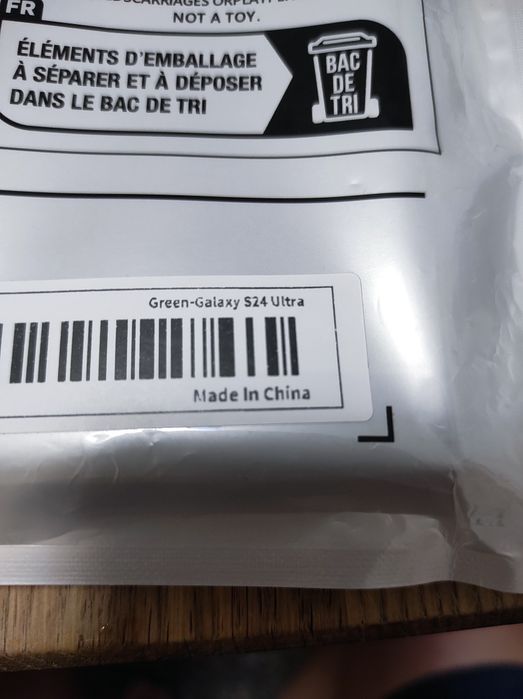 FR
NOT A TOY.
ÉLÉMENTS D'EMBALLAGE
À SÉPARER ET À DÉPOSER
DANS LE BAC DE TRI
BAC
DE
TRI
Green-Galaxy S24 Ultra
Made In China